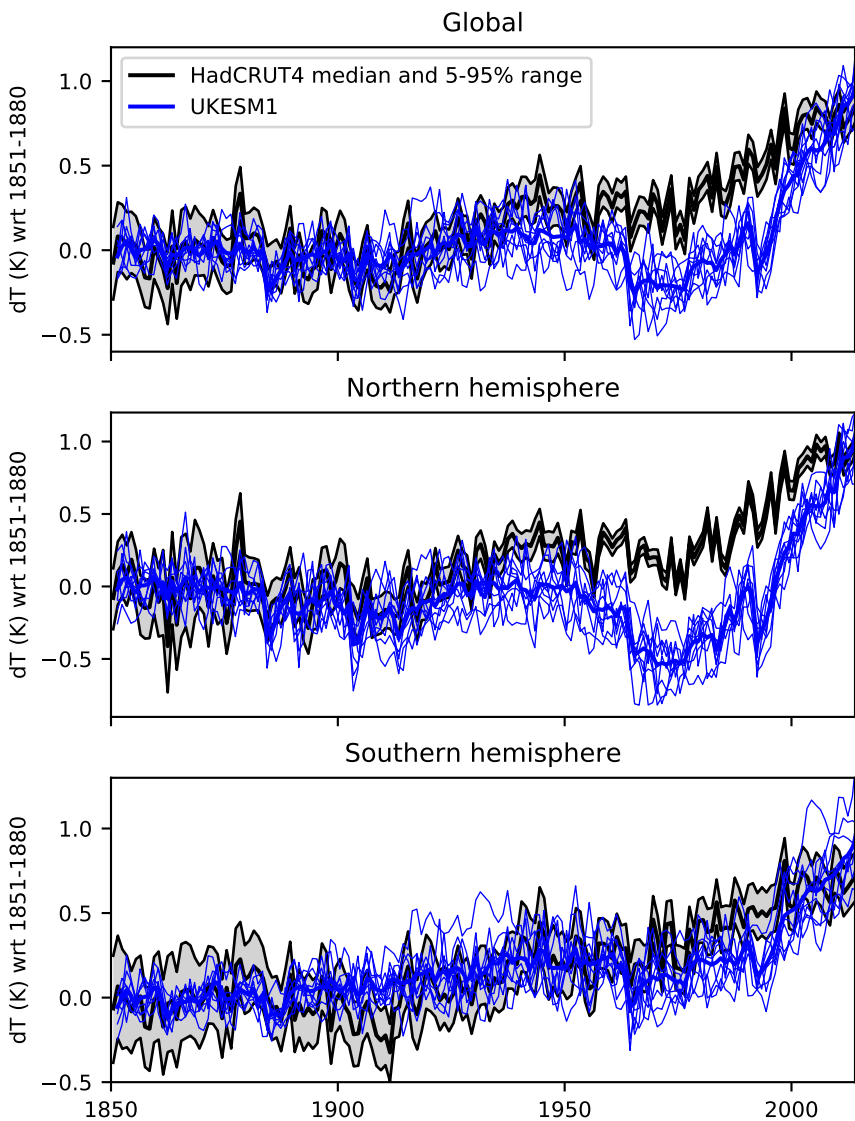 Global
HadCRUT4 median and 5-95% range
UKESM1
1.0
0.5
0.0
−0.5
dT (K) wrt 1851-1880
Northern hemisphere
1.0
0.5
0.0
−0.5
dT (K) wrt 1851-1880
Southern hemisphere
1.0
0.5
0.0
−0.5
dT (K) wrt 1851-1880
1850 1900 1950 2000